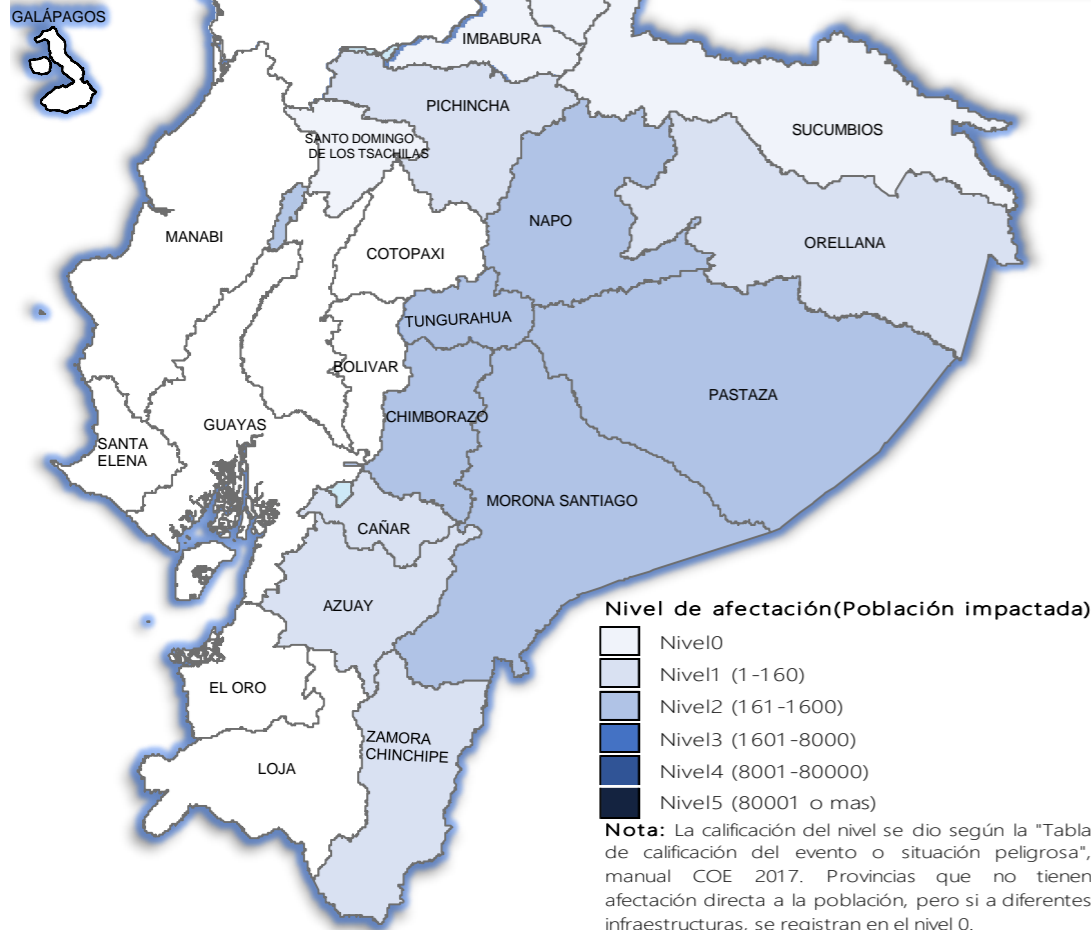 GALÁPAGOS
IMBABURA
PICHINCHA
SUCUMBIOS
SANTO DOMINGO
DE LOS TSACHILAS
NAPO
MANABI
ORELLANA
COTOPAXI
TUNGURAHUA
BOLIVAR
PASTAZA
CHIMBORAZO
GUAYAS
SANTA
ELENA
MORONA SANTIAGO
CAÑAR
AZUAY
EL ORO
ZAMORA
CHINCHIPE
LOJA
Nivel de afectación(Población impactada)
Nivel0
Nivel1 (1-160)
Nivel2 (161-1600)
Nivel3 (1601-8000)
Nivel4 (8001-80000)
Nivel5 (80001 o mas)
Nota: La calificación del nivel se dio según la "Tabla
de calificación del evento o situación peligrosa",
manual COE 2017. Provincias que no tienen
afectación directa a la población, pero si a diferentes
infraestructuras, se registran en el nivel 0.